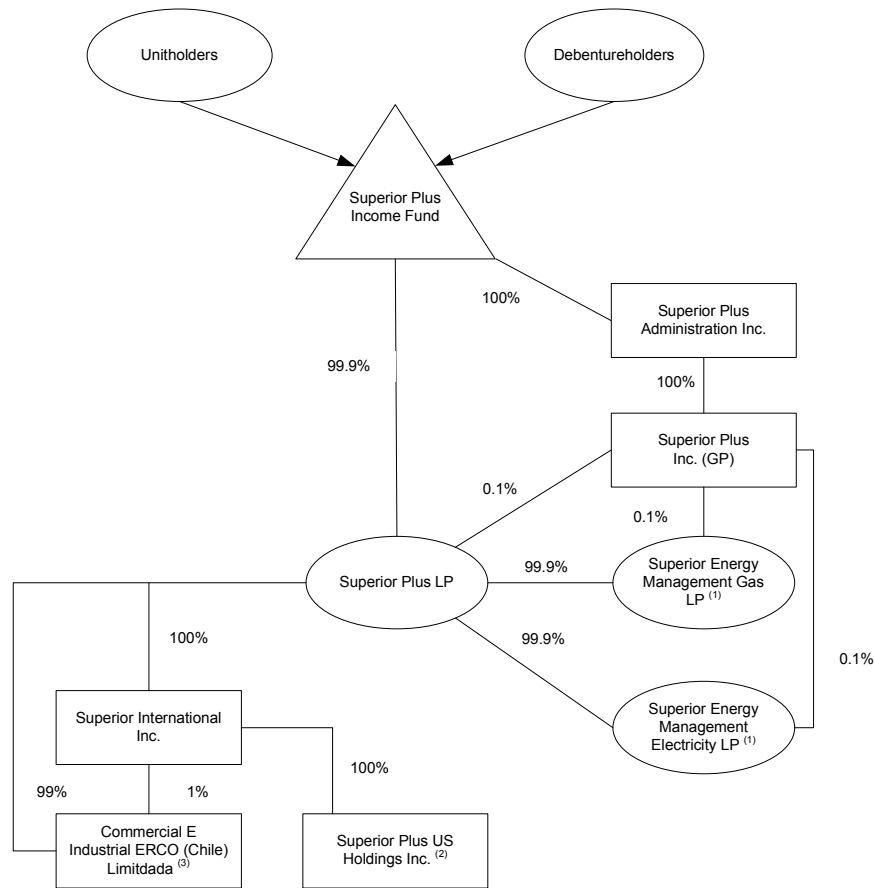 Unitholders
Debentureholders
Superior Plus
Income Fund
100%
Superior Plus
Administration Inc.
99.9%
100%
Superior Plus
Inc. (GP)
0.1%
0.1%
Superior Plus LP
99.9%
Superior Energy
Management Gas
LP (1)
100%
99.9%
0.1%
Superior International
Inc.
Superior Energy
Management
Electricity LP (1)
100%
99%
1%
Commercial E
Industrial ERCO (Chile)
Limitdada (3)
Superior Plus US
Holdings Inc. (2)